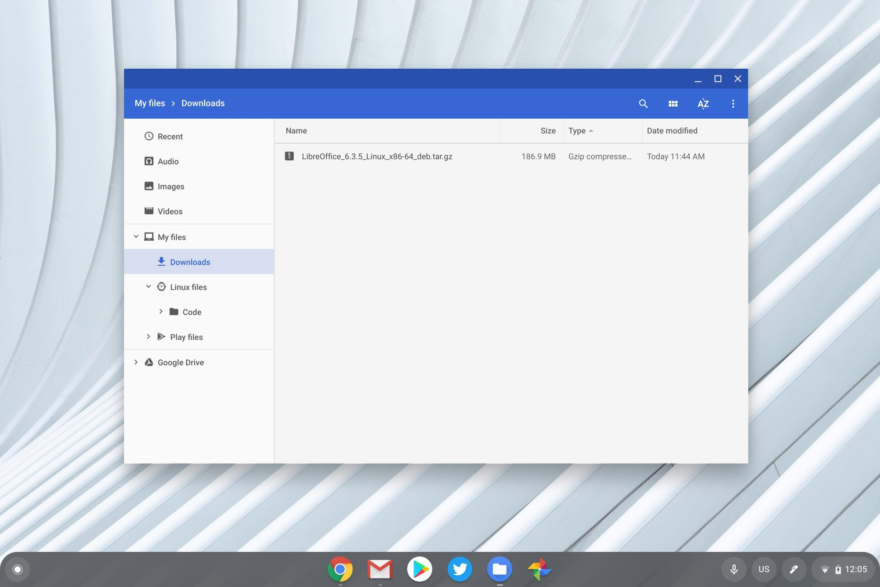 My files > Downloads
AZ
Recent
Audio
Images
Videos
My files
Downloads
Linux files
Code
Play files
Google Drive
Name Size Type Date modified
LibreOffice_6.3.5_Linux_x86-64_deb.tar.gz 186.9 MB Gzip compresse... Today 11:44 AM
US 12:05